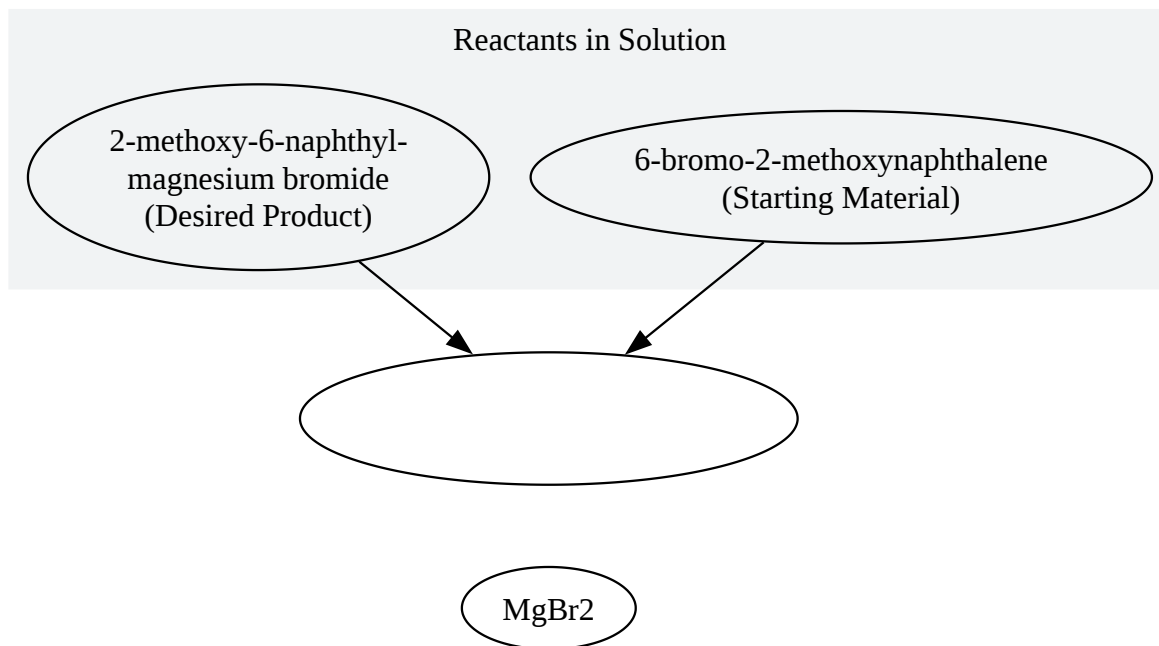 Reactants in Solution
2-methoxy-6-naphthyl-
magnesium bromide
(Desired Product)
6-bromo-2-methoxynaphthalene
(Starting Material)
MgBr2